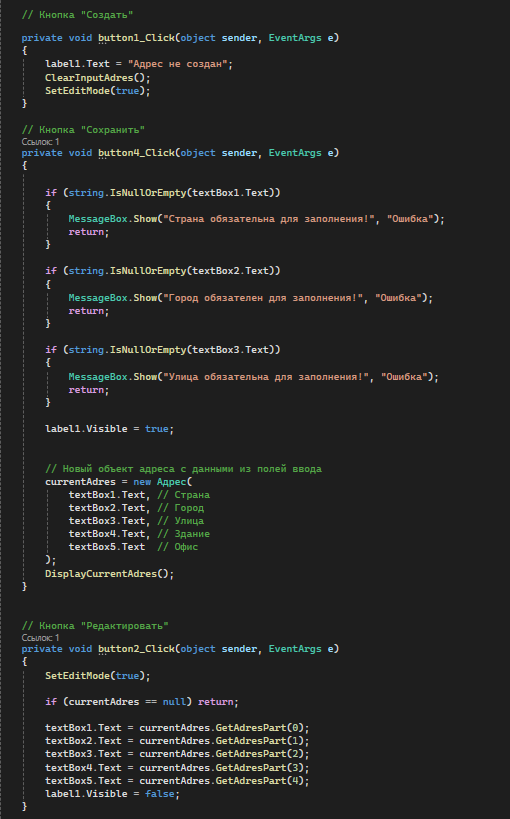 // Кнопка "Создать"
private void button1_Click(object sender, EventArgs e)
{
label1.Text = "Адрес не создан";
ClearInputAdres();
SetEditMode(true);
}
// Кнопка "Сохранить"
Ссылок: 1
private void button4_Click(object sender, EventArgs e)
{
if (string.IsNullOrEmpty(textBox1.Text))
{
MessageBox.Show("Страна обязательна для заполнения!", "Ошибка");
return;
}
if (string.IsNullOrEmpty(textBox2.Text))
{
MessageBox.Show("Город обязателен для заполнения!", "Ошибка");
return;
}
if (string.IsNullOrEmpty(textBox3.Text))
{
MessageBox.Show("Улица обязательна для заполнения!", "Ошибка");
return;
}
label1.Visible = true;
// Новый объект адреса с данными из полей ввода
currentAdres = new Адрес(
textBox1.Text, // Страна
textBox2.Text, // Город
textBox3.Text, // Улица
textBox4.Text, // Здание
textBox5.Text // Офис
);
DisplayCurrentAdres();
}
// Кнопка "Редактировать"
Ссылок: 1
private void button2_Click(object sender, EventArgs e)
{
SetEditMode(true);
if (currentAdres == null) return;
textBox1.Text = currentAdres.GetAdresPart(0);
textBox2.Text = currentAdres.GetAdresPart(1);
textBox3.Text = currentAdres.GetAdresPart(2);
textBox4.Text = currentAdres.GetAdresPart(3);
textBox5.Text = currentAdres.GetAdresPart(4);
label1.Visible = false;
}